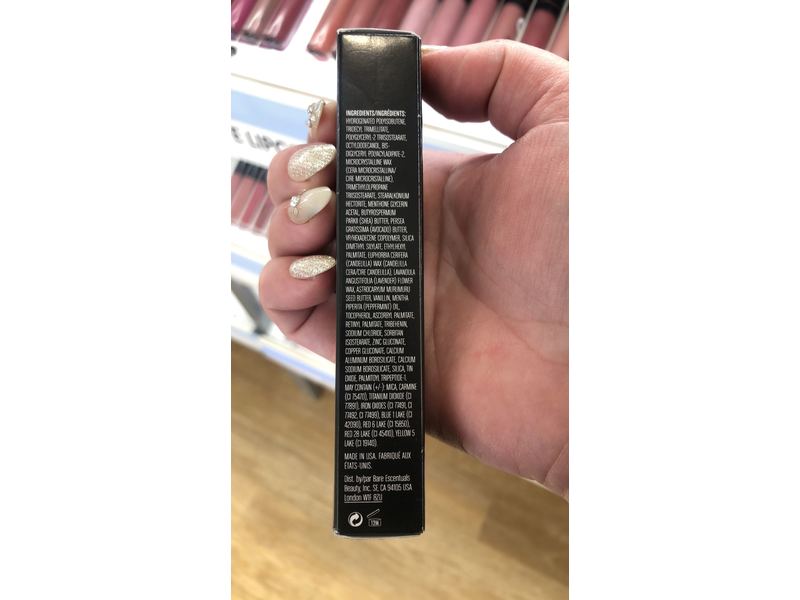 E LIPC
INGREDIENTS/INGRÉDIENTS:
HYDROGENATED POLYISOBUTENE,
TRIDECYL TRIMELLITATE,
POLYGLYCERYL-2 TRIISOSTEARATE,
OCTYLDODECANOL, BIS-
DIGLYCERYL POLYACYLADIPATE-2,
MICROCRYSTALLINE WAX
(CERA MICROCRISTALLINA/
CIRE MICROCRISTALLINE),
TRIMETHYLOLPROPANE
TRIISOSTEARATE, STEARALKONIUM
HECTORITE, MENTHONE GLYCERIN
ACETAL, BUTYROSPERMUM
PARKII (SHEA) BUTTER, PERSEA
GRATISSIMA (AVOCADO) BUTTER,
VP/HEXADECENE COPOLYMER, SILICA
DIMETHYL SILYLATE, ETHYLHEXYL
PALMITATE, EUPHORBIA CERIFERA
(CANDELILLA) WAX (CANDELILLA
CERA/CIRE CANDELILLA), LAVANDULA
ANGUSTIFOLIA (LAVENDER) FLOWER
WAX, ASTROCARYUM MURUMURU
SEED BUTTER, VANILLIN, MENTHA
PIPERITA (PEPPERMINT) OIL,
TOCOPHEROL, ASCORBYL PALMITATE,
RETINYL PALMITATE, TRIBEHENIN,
SODIUM CHLORIDE, SORBITAN
ISOSTEARATE, ZINC GLUCONATE,
COPPER GLUCONATE, CALCIUM
ALUMINUM BOROSILICATE, CALCIUM
SODIUM BOROSILICATE, SILICA, TIN
OXIDE, PALMITOYL TRIPEPTIDE-1.
MAY CONTAIN (+/-): MICA, CARMINE
(CI 75470), TITANIUM DIOXIDE (CI
77891), IRON OXIDES (CI 77491, CI
77492, CI 77499), BLUE 1 LAKE (CI
42090), RED 6 LAKE (CI 15850),
RED 28 LAKE (CI 45410), YELLOW 5
LAKE (CI 19140).
MADE IN USA. FABRIQUÉ AUX
ÉTATS-UNIS.
Dist. by/par Bare Escentuals
Beauty, Inc. SF, CA 94105 USA
London W1F 8ZU
12M